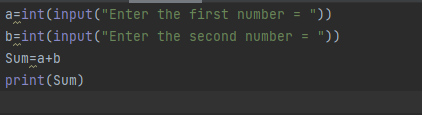 a=int(input("Enter the first number = "))
b=int(input("Enter the second number = "))
Sum=a+b
print(Sum)